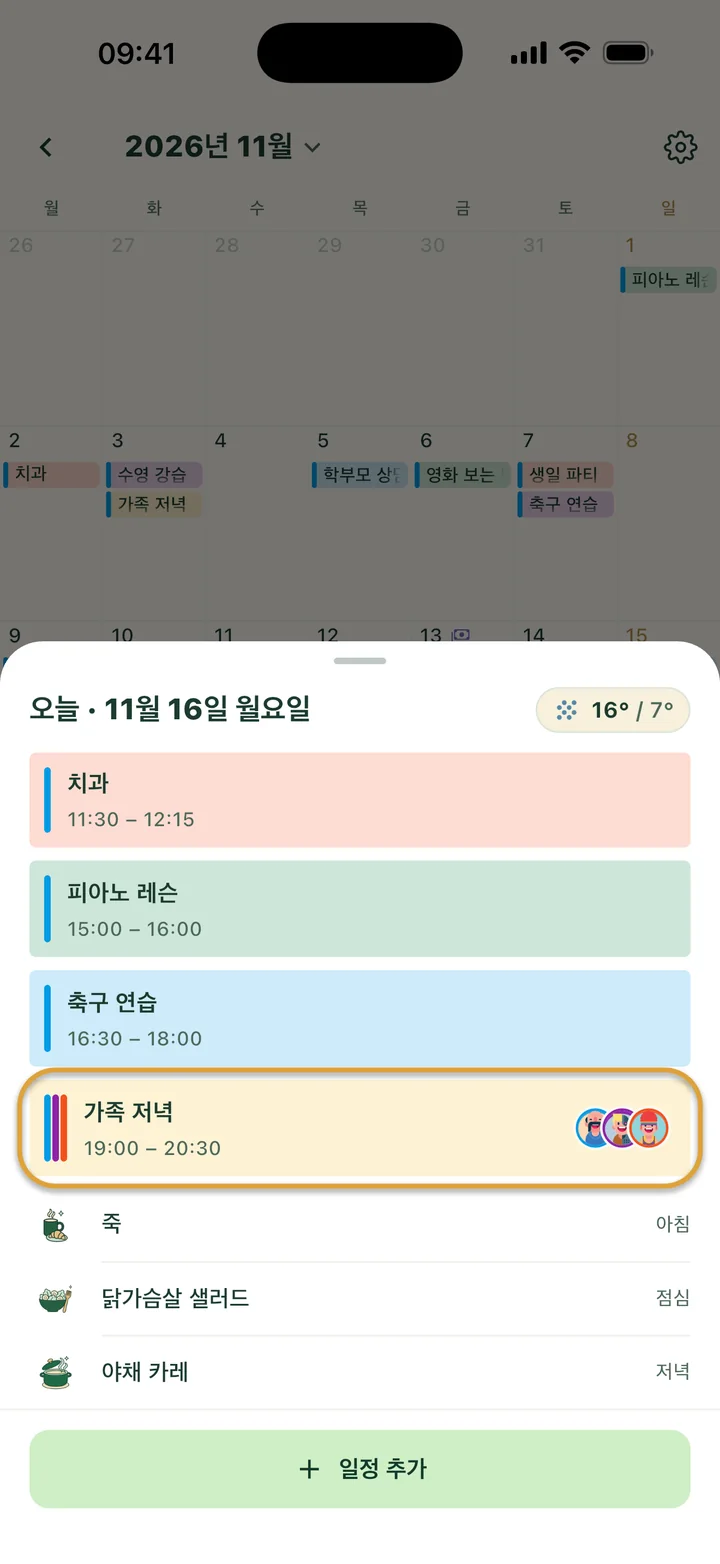 09:41
2026년 11월
월 화 수 목 금 토 일
26 27 28 29 30 31 1
피아노 레
2 3 4 5 6 7 8
치과 수영 강습 학부모 영화 보는 생일 파티
가족 저녁 축구 연습
9 10 11 12 13 14 15
오늘 · 11월 16일 월요일
16° / 7°
치과
11:30 – 12:15
피아노 레슨
15:00 – 16:00
축구 연습
16:30 – 18:00
가족 저녁
19:00 – 20:30
죽 아침
닭가슴살 샐러드 점심
야채 카레 저녁
+ 일정 추가